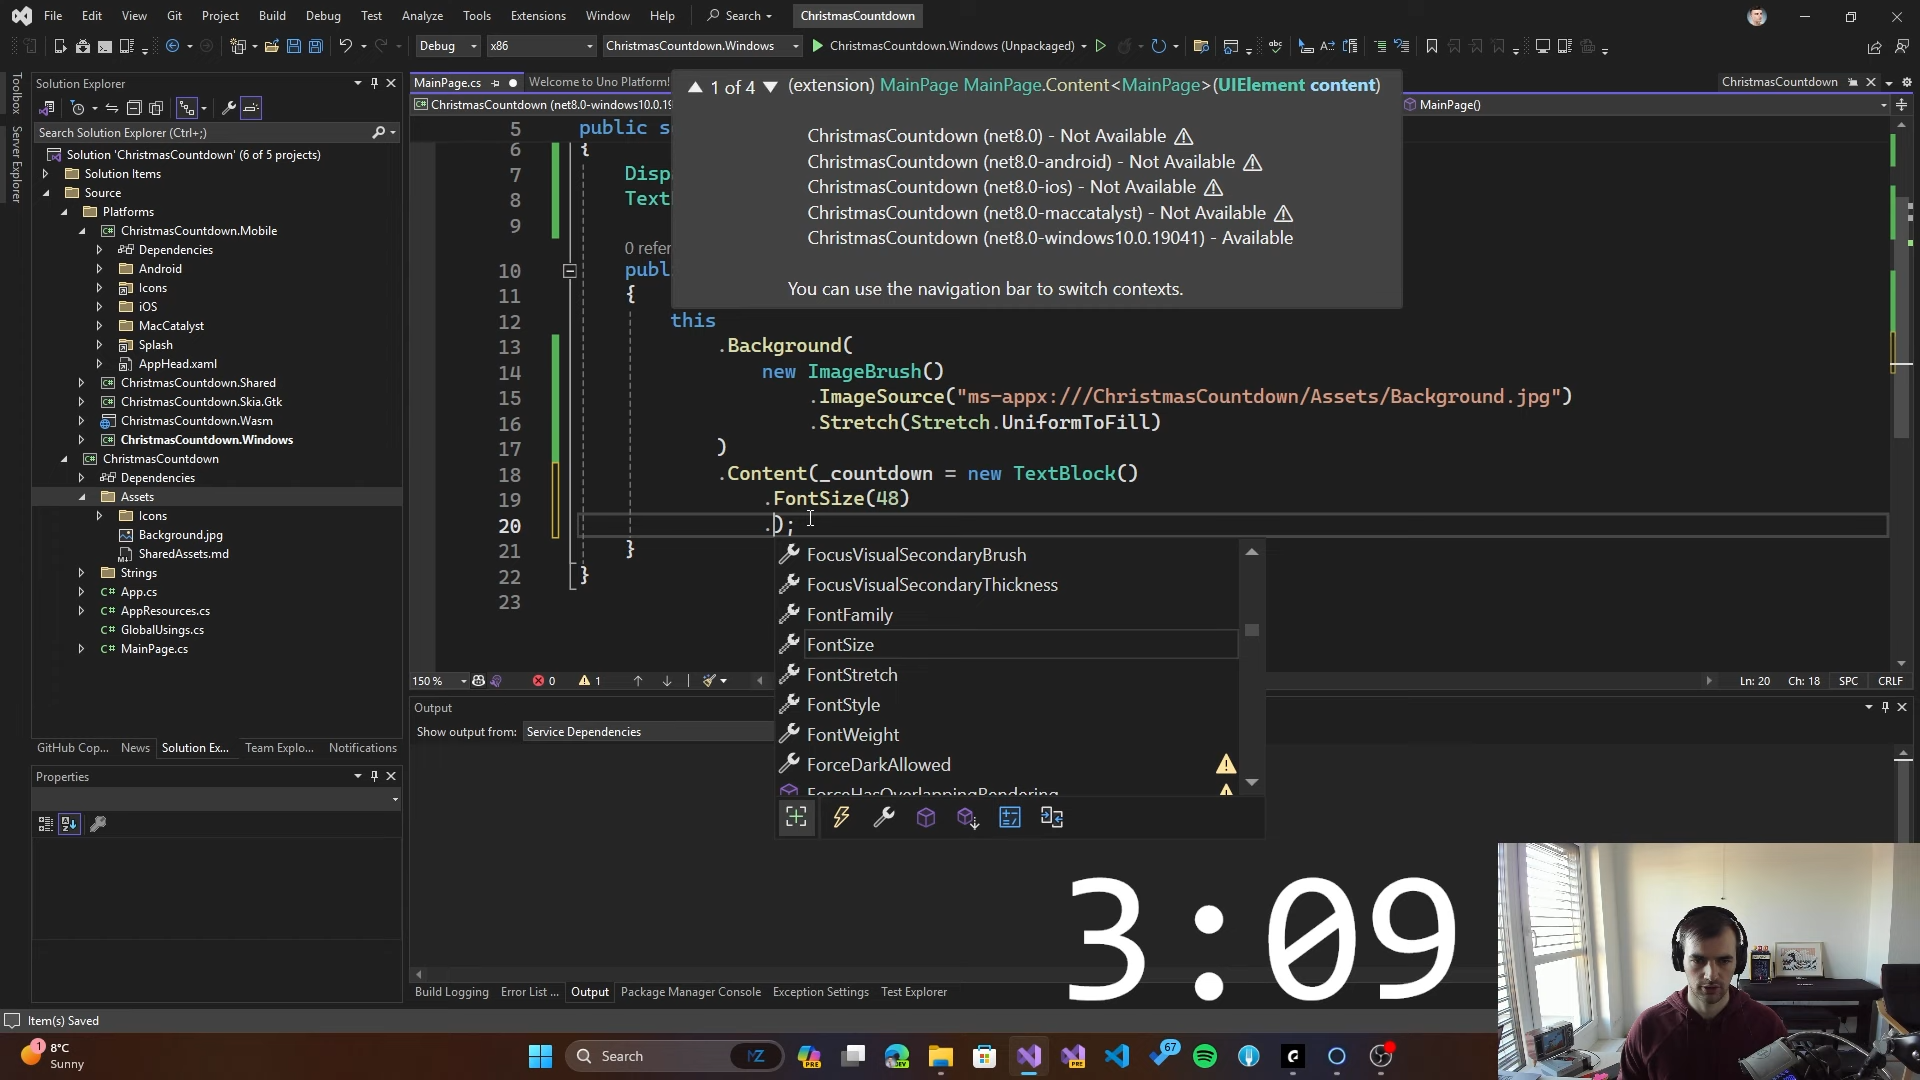 File Edit View Git Project Build Debug Test Analyze Tools Extensions Window Help Search ChristmasCountdown
Debug x86 ChristmasCountdown.Windows ChristmasCountdown.Windows (Unpackaged)
Toolbox
Server Explorer
Solution Explorer
Search Solution Explorer (Ctrl+;)
Solution 'ChristmasCountdown' (6 of 5 projects)
Solution Items
Source
Platforms
C# ChristmasCountdown.Mobile
Dependencies
Android
Icons
iOS
MacCatalyst
Splash
AppHead.xaml
C# ChristmasCountdown.Shared
C# ChristmasCountdown.Skia.Gtk
ChristmasCountdown.Wasm
C# ChristmasCountdown.Windows
C# ChristmasCountdown
Dependencies
Assets
Icons
Background.jpg
SharedAssets.md
Strings
C# App.cs
C# AppResources.cs
C# GlobalUsings.cs
C# MainPage.cs
GitHub Cop... News Solution Ex... Team Explo... Notifications
Properties
MainPage.cs Welcome to Uno Platform! ChristmasCountdown
C# ChristmasCountdown (net8.0-windows10.0.19 MainPage()
1 of 4 (extension) MainPage MainPage.Content<MainPage>(UIElement content)
ChristmasCountdown (net8.0) - Not Available
ChristmasCountdown (net8.0-android) - Not Available
ChristmasCountdown (net8.0-ios) - Not Available
ChristmasCountdown (net8.0-maccatalyst) - Not Available
ChristmasCountdown (net8.0-windows10.0.19041) - Available
You can use the navigation bar to switch contexts.
5 public s
6 {
7 Disp
8 Text
9
0 refer
10 publ
11 {
12 this
13 .Background(
14 new ImageBrush()
15 .ImageSource("ms-appx:///ChristmasCountdown/Assets/Background.jpg")
16 .Stretch(Stretch.UniformToFill)
17 )
18 .Content(_countdown = new TextBlock()
19 .FontSize(48)
20 .);
21 }
22 }
23
FocusVisualSecondaryBrush
FocusVisualSecondaryThickness
FontFamily
FontSize
FontStretch
FontStyle
FontWeight
ForceDarkAllowed
ForceHasOverlappingRendering
150 % 0 1 Ln: 20 Ch: 18 SPC CRLF
Output
Show output from: Service Dependencies
Build Logging Error List ... Output Package Manager Console Exception Settings Test Explorer
3:09
Item(s) Saved
1 8°C
Sunny
Search
MZ
PRE
DEV
PRE
67